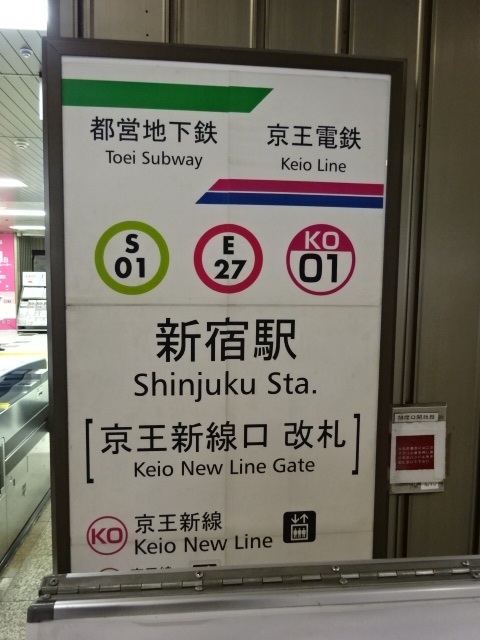 都営地下鉄 京王電鉄
Toei Subway Keio Line
S 01 E 27 KO 01
新宿駅
Shinjuku Sta.
[京王新線口 改札]
Keio New Line Gate
KO 京王新線
Keio New Line